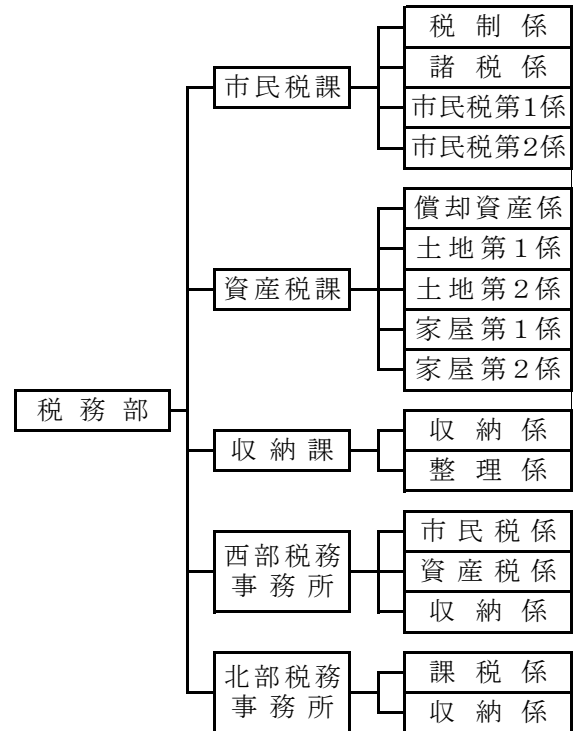 税務部
市民税課
税制係
諸税係
市民税第1係
市民税第2係
資産税課
償却資産係
土地第1係
土地第2係
家屋第1係
家屋第2係
収納課
収納係
整理係
西部税務
事務所
市民税係
資産税係
収納係
北部税務
事務所
課税係
収納係